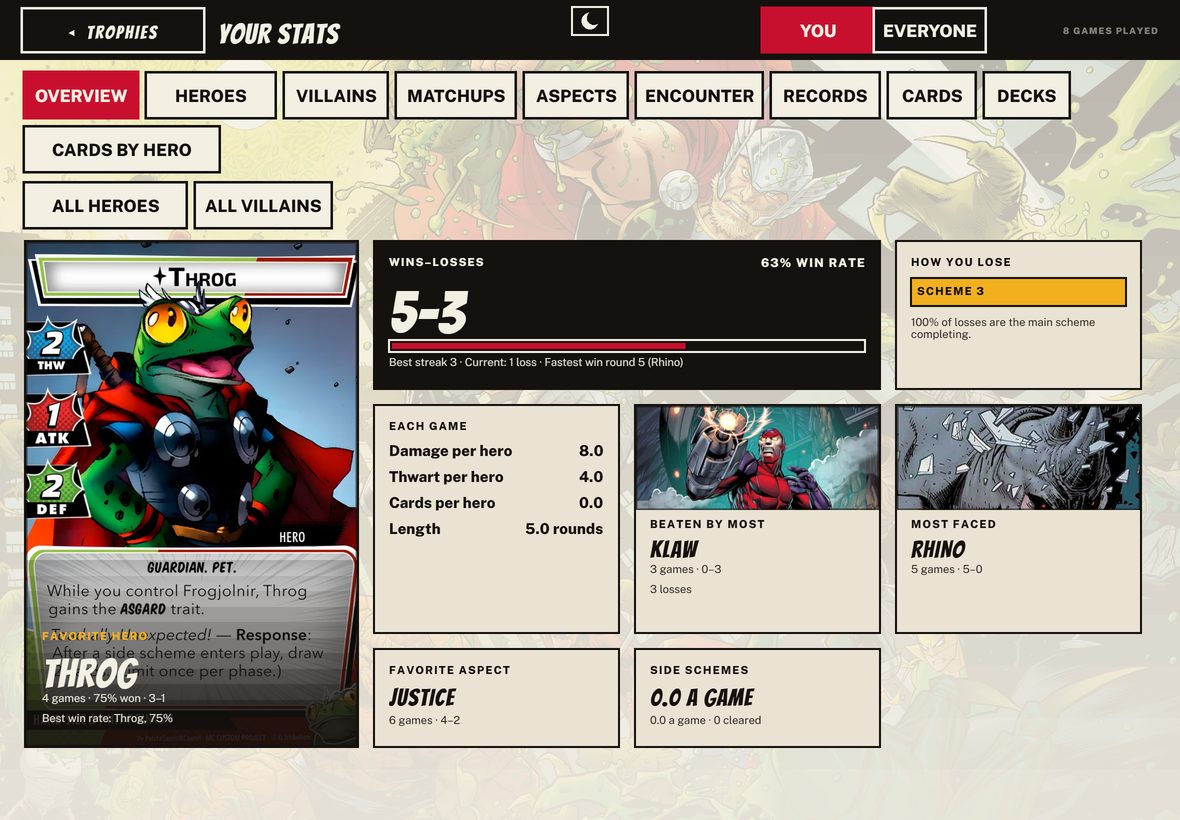 ◂ TROPHIES
YOUR STATS
YOU
EVERYONE
8 GAMES PLAYED
OVERVIEW
HEROES
VILLAINS
MATCHUPS
ASPECTS
ENCOUNTER
RECORDS
CARDS
DECKS
CARDS BY HERO
ALL HEROES
ALL VILLAINS
THROG
2
THW
1
ATK
2
DEF
HERO
GUARDIAN. PET.
While you control Frogjolnir, Throg
gains the ASGARD trait.
— Response:
After a side scheme enters play, draw
once per phase.)
FAVORITE HERO
THROG
4 games · 75% won · 3–1
Best win rate: Throg, 75%
WINS–LOSSES
63% WIN RATE
5–3
Best streak 3 · Current: 1 loss · Fastest win round 5 (Rhino)
HOW YOU LOSE
SCHEME 3
100% of losses are the main scheme
completing.
EACH GAME
Damage per hero 8.0
Thwart per hero 4.0
Cards per hero 0.0
Length 5.0 rounds
BEATEN BY MOST
KLAW
3 games · 0–3
3 losses
MOST FACED
RHINO
5 games · 5–0
FAVORITE ASPECT
JUSTICE
6 games · 4–2
SIDE SCHEMES
0.0 A GAME
0.0 a game · 0 cleared